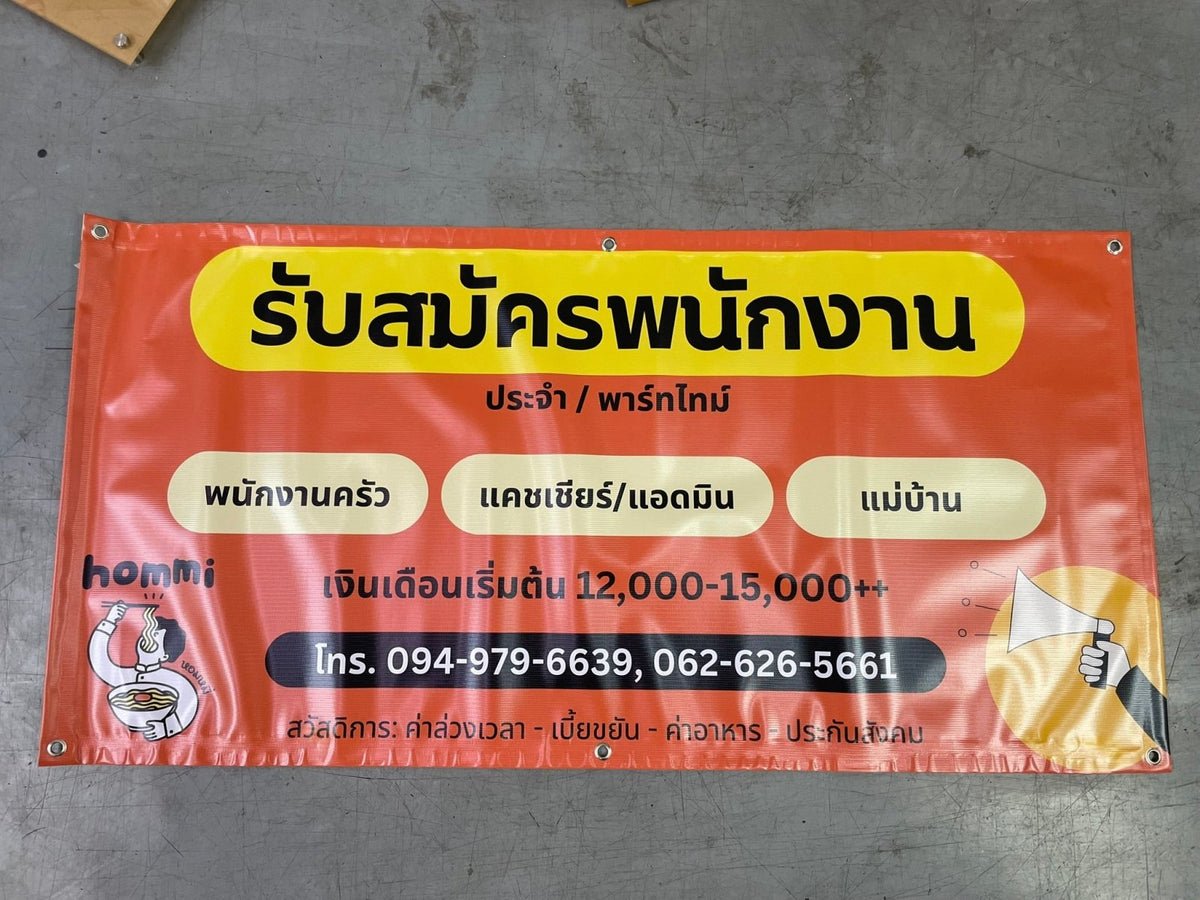 รับสมัครพนักงาน
ประจำ / พาร์ทไทม์
พนักงานครัว
แคชเชียร์/แอดมิน
แม่บ้าน
hommi
หอมหมี่
เงินเดือนเริ่มต้น 12,000-15,000++
โทร. 094-979-6639, 062-626-5661
สวัสดิการ: ค่าล่วงเวลา - เบี้ยขยัน - ค่าอาหาร - ประกันสังคม